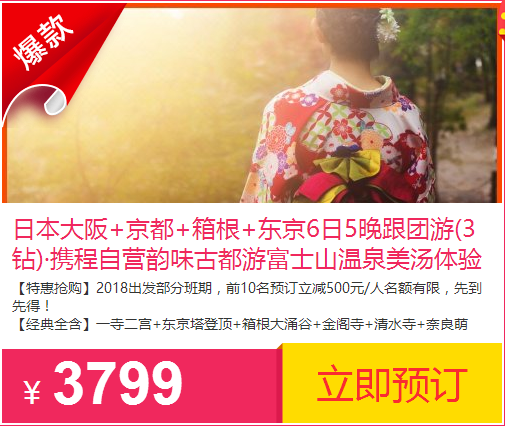 爆款
日本大阪+京都+箱根+东京6日5晚跟团游(3
钻)·携程自营韵味古都游富士山温泉美汤体验
【特惠抢购】2018出发部分班期，前10名预订立减500元/人名额有限，先到
先得！
【经典全含】一寺二宫+东京塔登顶+箱根大涌谷+金阁寺+清水寺+奈良萌
¥ 3799
立即预订